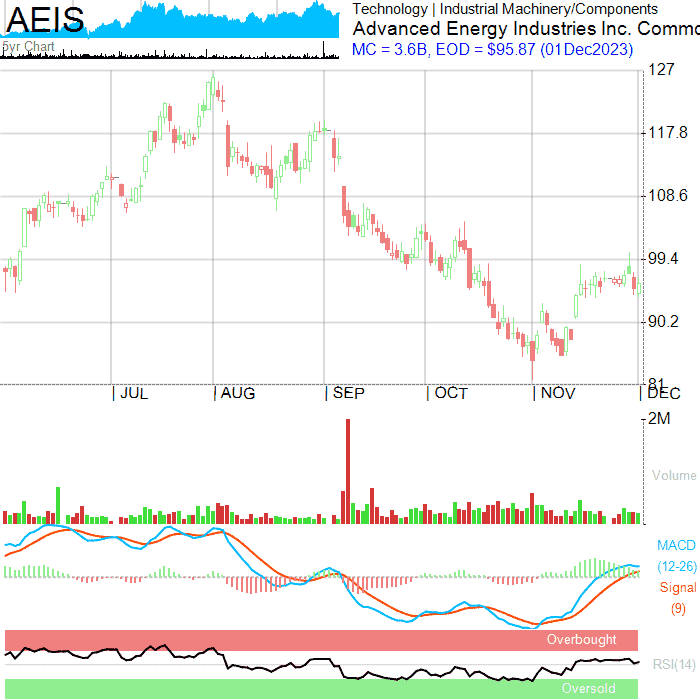 AEIS
5yr Chart
Technology | Industrial Machinery/Components
Advanced Energy Industries Inc. Commo
MC = 3.6B, EOD = $95.87 (01Dec2023)
127
117.8
108.6
99.4
90.2
81
JUL AUG SEP OCT NOV DEC
2M
Volume
MACD
(12-26)
Signal
(9)
Overbought
RSI(14)
Oversold